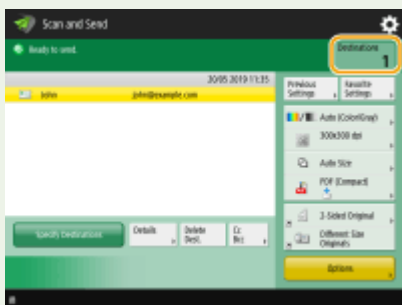 Scan and Send
Ready to send.
Destinations
1
20/05 2019 11:35
John
john@example.com
Previous
Settings
Favorite
Settings
Auto (Color/Gray)
300x300 dpi
Auto Size
PDF (Compact)
2-Sided Original
Different Size
Originals
Specify Destinations
Details
Delete
Dest.
Cc
Bcc
Options